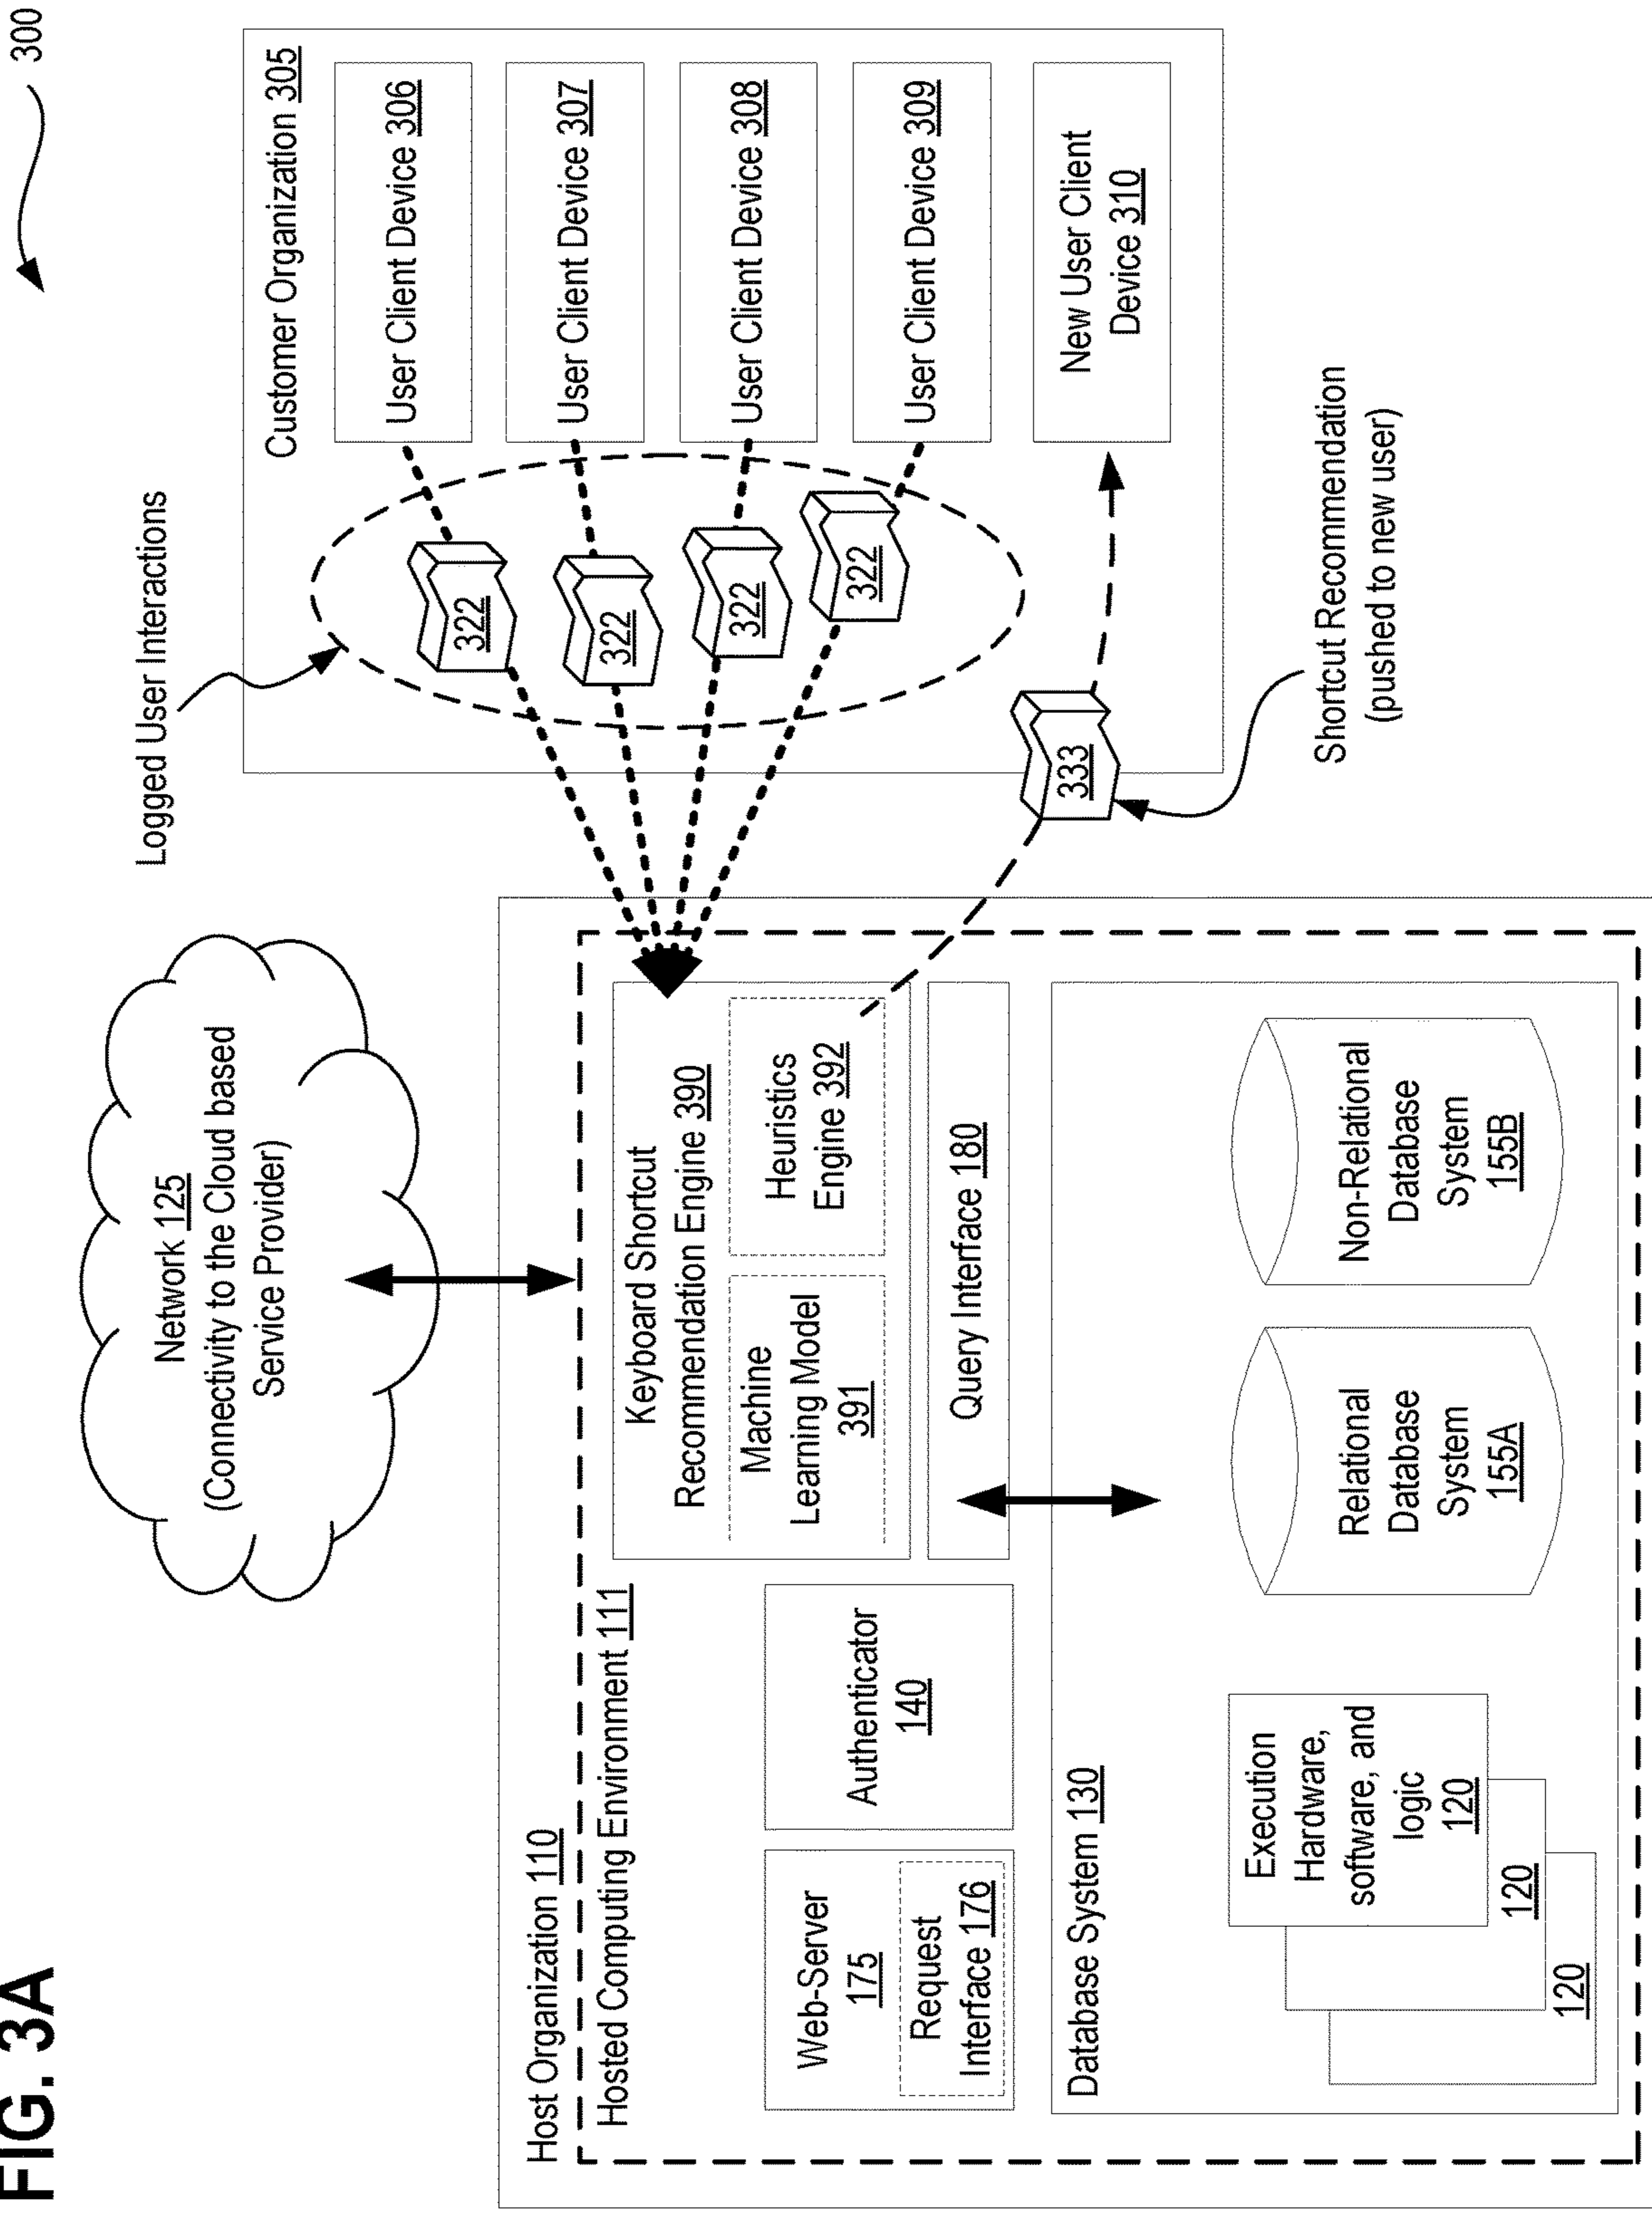 FIG. 3A
300
Network 125
(Connectivity to the Cloud based
Service Provider)
Logged User Interactions
Customer Organization 305
User Client Device 306
User Client Device 307
User Client Device 308
User Client Device 309
New User Client
Device 310
322
322
322
322
333
Shortcut Recommendation
(pushed to new user)
Host Organization 110
Hosted Computing Environment 111
Keyboard Shortcut
Recommendation Engine 390
Machine
Learning Model
391
Heuristics
Engine 392
Query Interface 180
Authenticator
140
Web-Server
175
Request
Interface 176
Database System 130
Execution
Hardware,
software, and
logic
120
120
120
Relational
Database
System
155A
Non-Relational
Database
System
155B